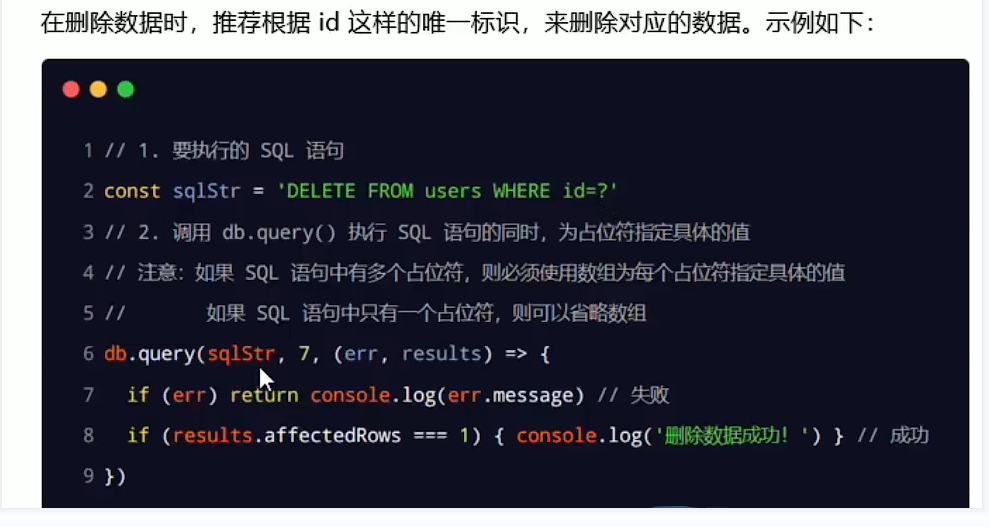 在删除数据时，推荐根据 id 这样的唯一标识，来删除对应的数据。示例如下：
1 // 1. 要执行的 SQL 语句
2 const sqlStr = 'DELETE FROM users WHERE id=?'
3 // 2. 调用 db.query() 执行 SQL 语句的同时，为占位符指定具体的值
4 // 注意：如果 SQL 语句中有多个占位符，则必须使用数组为每个占位符指定具体的值
5 //       如果 SQL 语句中只有一个占位符，则可以省略数组
6 db.query(sqlStr, 7, (err, results) => {
7   if (err) return console.log(err.message) // 失败
8   if (results.affectedRows === 1) { console.log('删除数据成功！') } // 成功
9 })